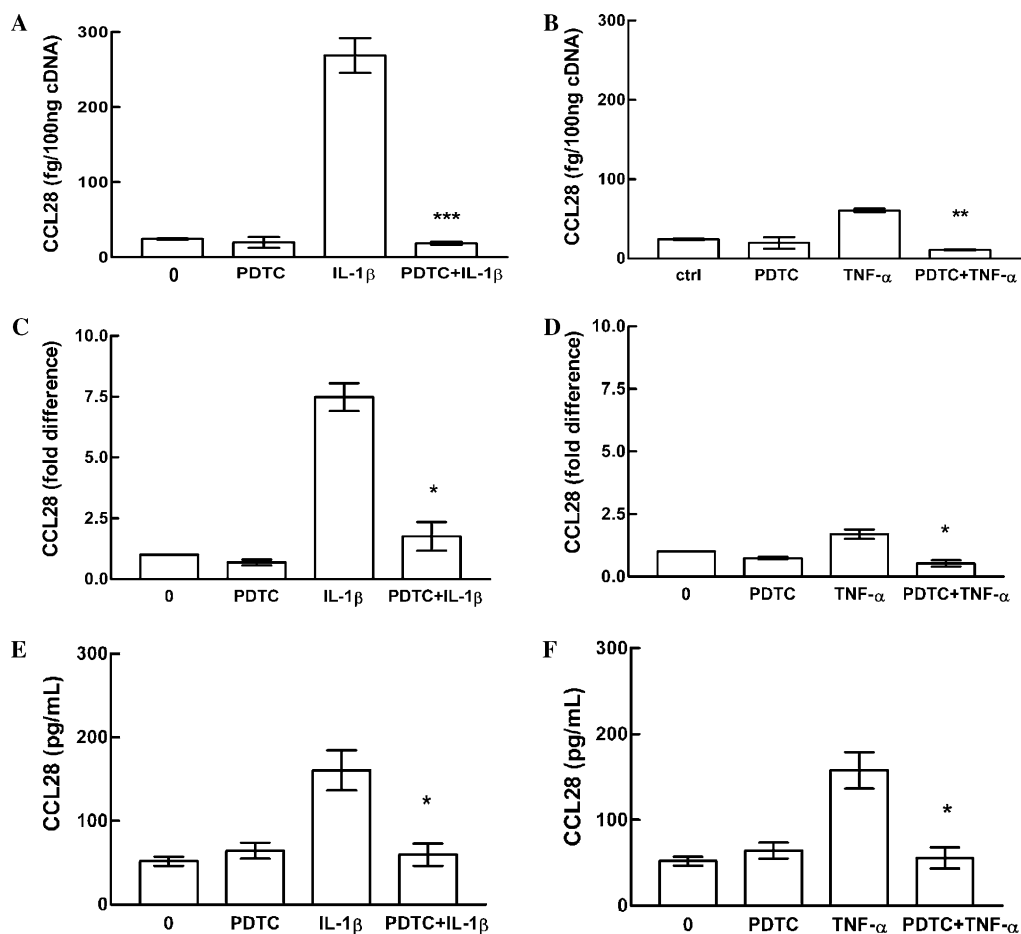 A
CCL28 (fg/100ng cDNA)
300
200
100
0
***
0 PDTC IL-1β PDTC+IL-1β
B
CCL28 (fg/100ng cDNA)
300
200
100
0
**
ctrl PDTC TNF-α PDTC+TNF-α
C
CCL28 (fold difference)
10.0
7.5
5.0
2.5
0.0
*
0 PDTC IL-1β PDTC+IL-1β
D
CCL28 (fold difference)
10.0
7.5
5.0
2.5
0.0
*
0 PDTC TNF-α PDTC+TNF-α
E
CCL28 (pg/mL)
300
200
100
0
*
0 PDTC IL-1β PDTC+IL-1β
F
CCL28 (pg/mL)
300
200
100
0
*
0 PDTC TNF-α PDTC+TNF-α